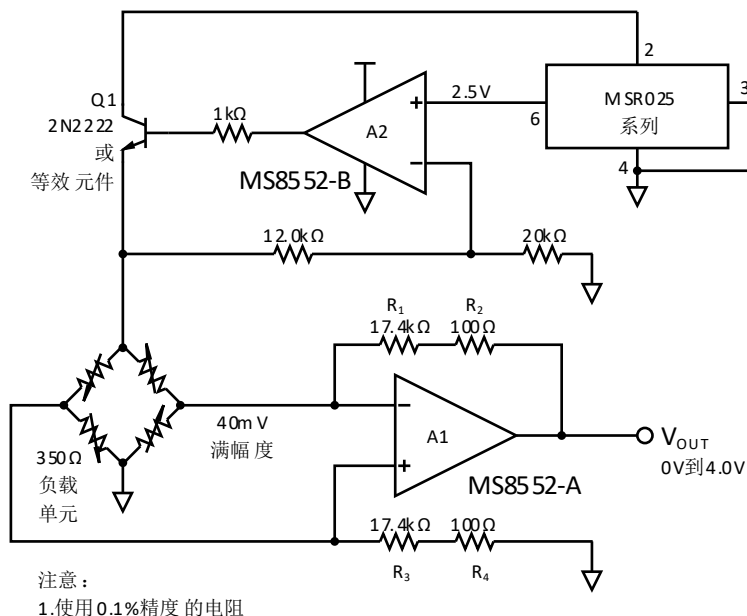 2
Q1
2N2222
或
等效元件
1kΩ
A2
+
−
2.5V
6
MSR025
系列
3
4
MS8552-B
12.0kΩ
20kΩ
R1
17.4kΩ
R2
100Ω
40mV
满幅度
−
A1
+
VOUT
0V到4.0V
350Ω
负载
单元
MS8552-A
17.4kΩ
100Ω
R3
R4
注意：
1.使用0.1%精度的电阻